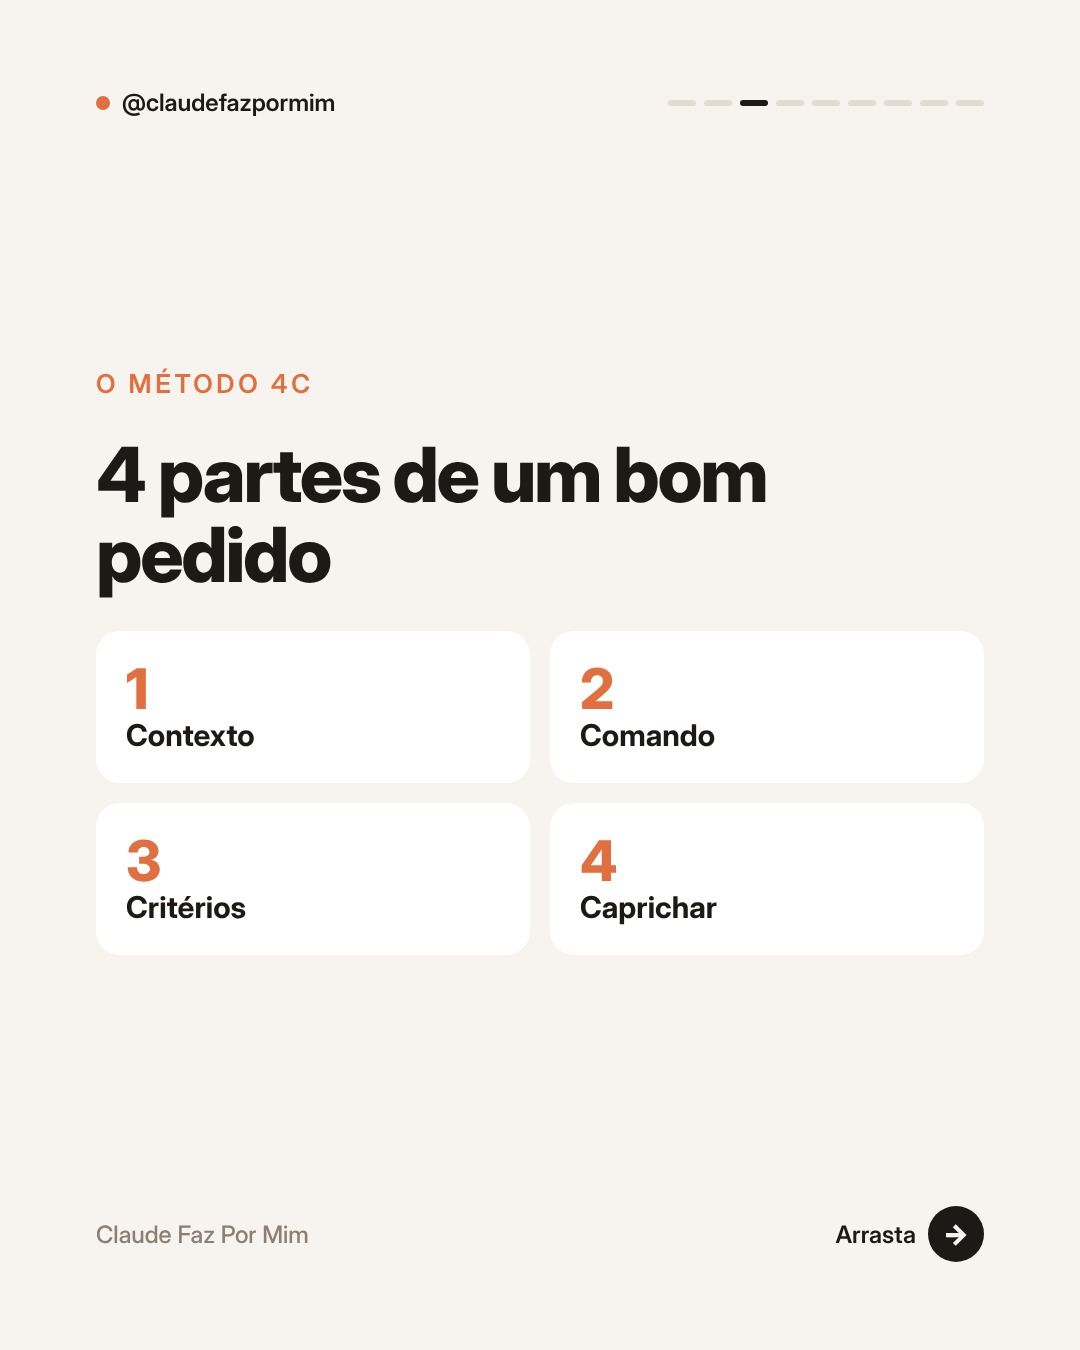 @claudefazpormim
O MÉTODO 4C
4 partes de um bom
pedido
1
Contexto
2
Comando
3
Critérios
4
Caprichar
Claude Faz Por Mim
Arrasta